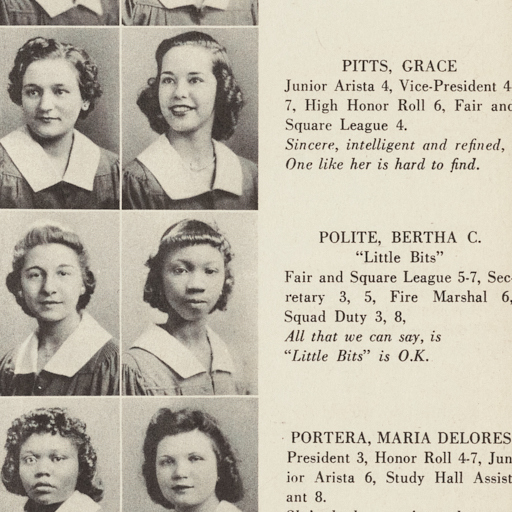 PITTS, GRACE
Junior Arista 4, Vice-President 4-
7, High Honor Roll 6, Fair and
Square League 4.
Sincere, intelligent and refined,
One like her is hard to find.
POLITE, BERTHA C.
"Little Bits"
Fair and Square League 5-7, Sec-
retary 3, 5, Fire Marshal 6,
Squad Duty 3, 8,
All that we can say, is
"Little Bits" is O.K.
PORTERA, MARIA DELORES
President 3, Honor Roll 4-7, Jun-
ior Arista 6, Study Hall Assist-
ant 8.